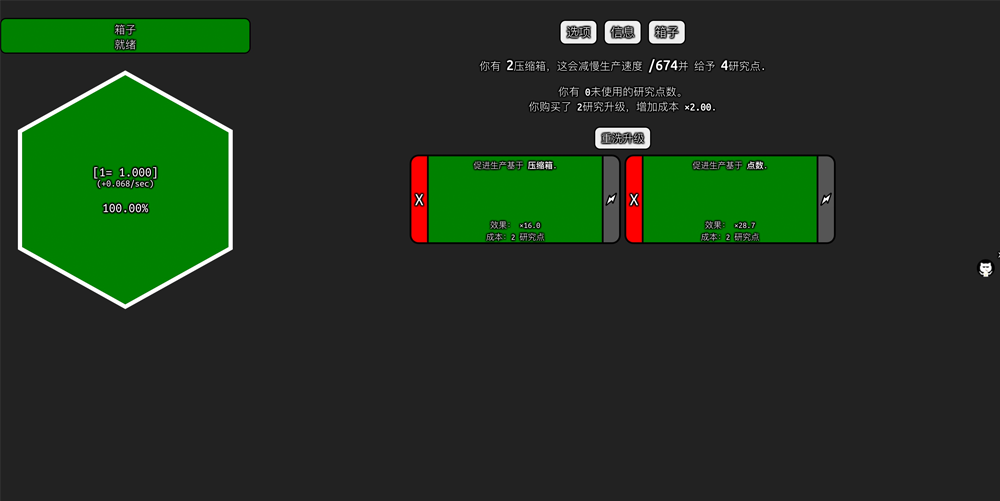 箱子
就绪
选项 信息 箱子
你有 2压缩箱，这会减慢生产速度 /674并 给予 4研究点.
你有 0未使用的研究点数。
你购买了 2研究升级，增加成本 ×2.00.
重洗升级
[1= 1.000]
(+0.068/sec)
100.00%
X
促进生产基于 压缩箱.
效果： ×16.0
成本：2 研究点
X
促进生产基于 点数.
效果： ×28.7
成本：2 研究点